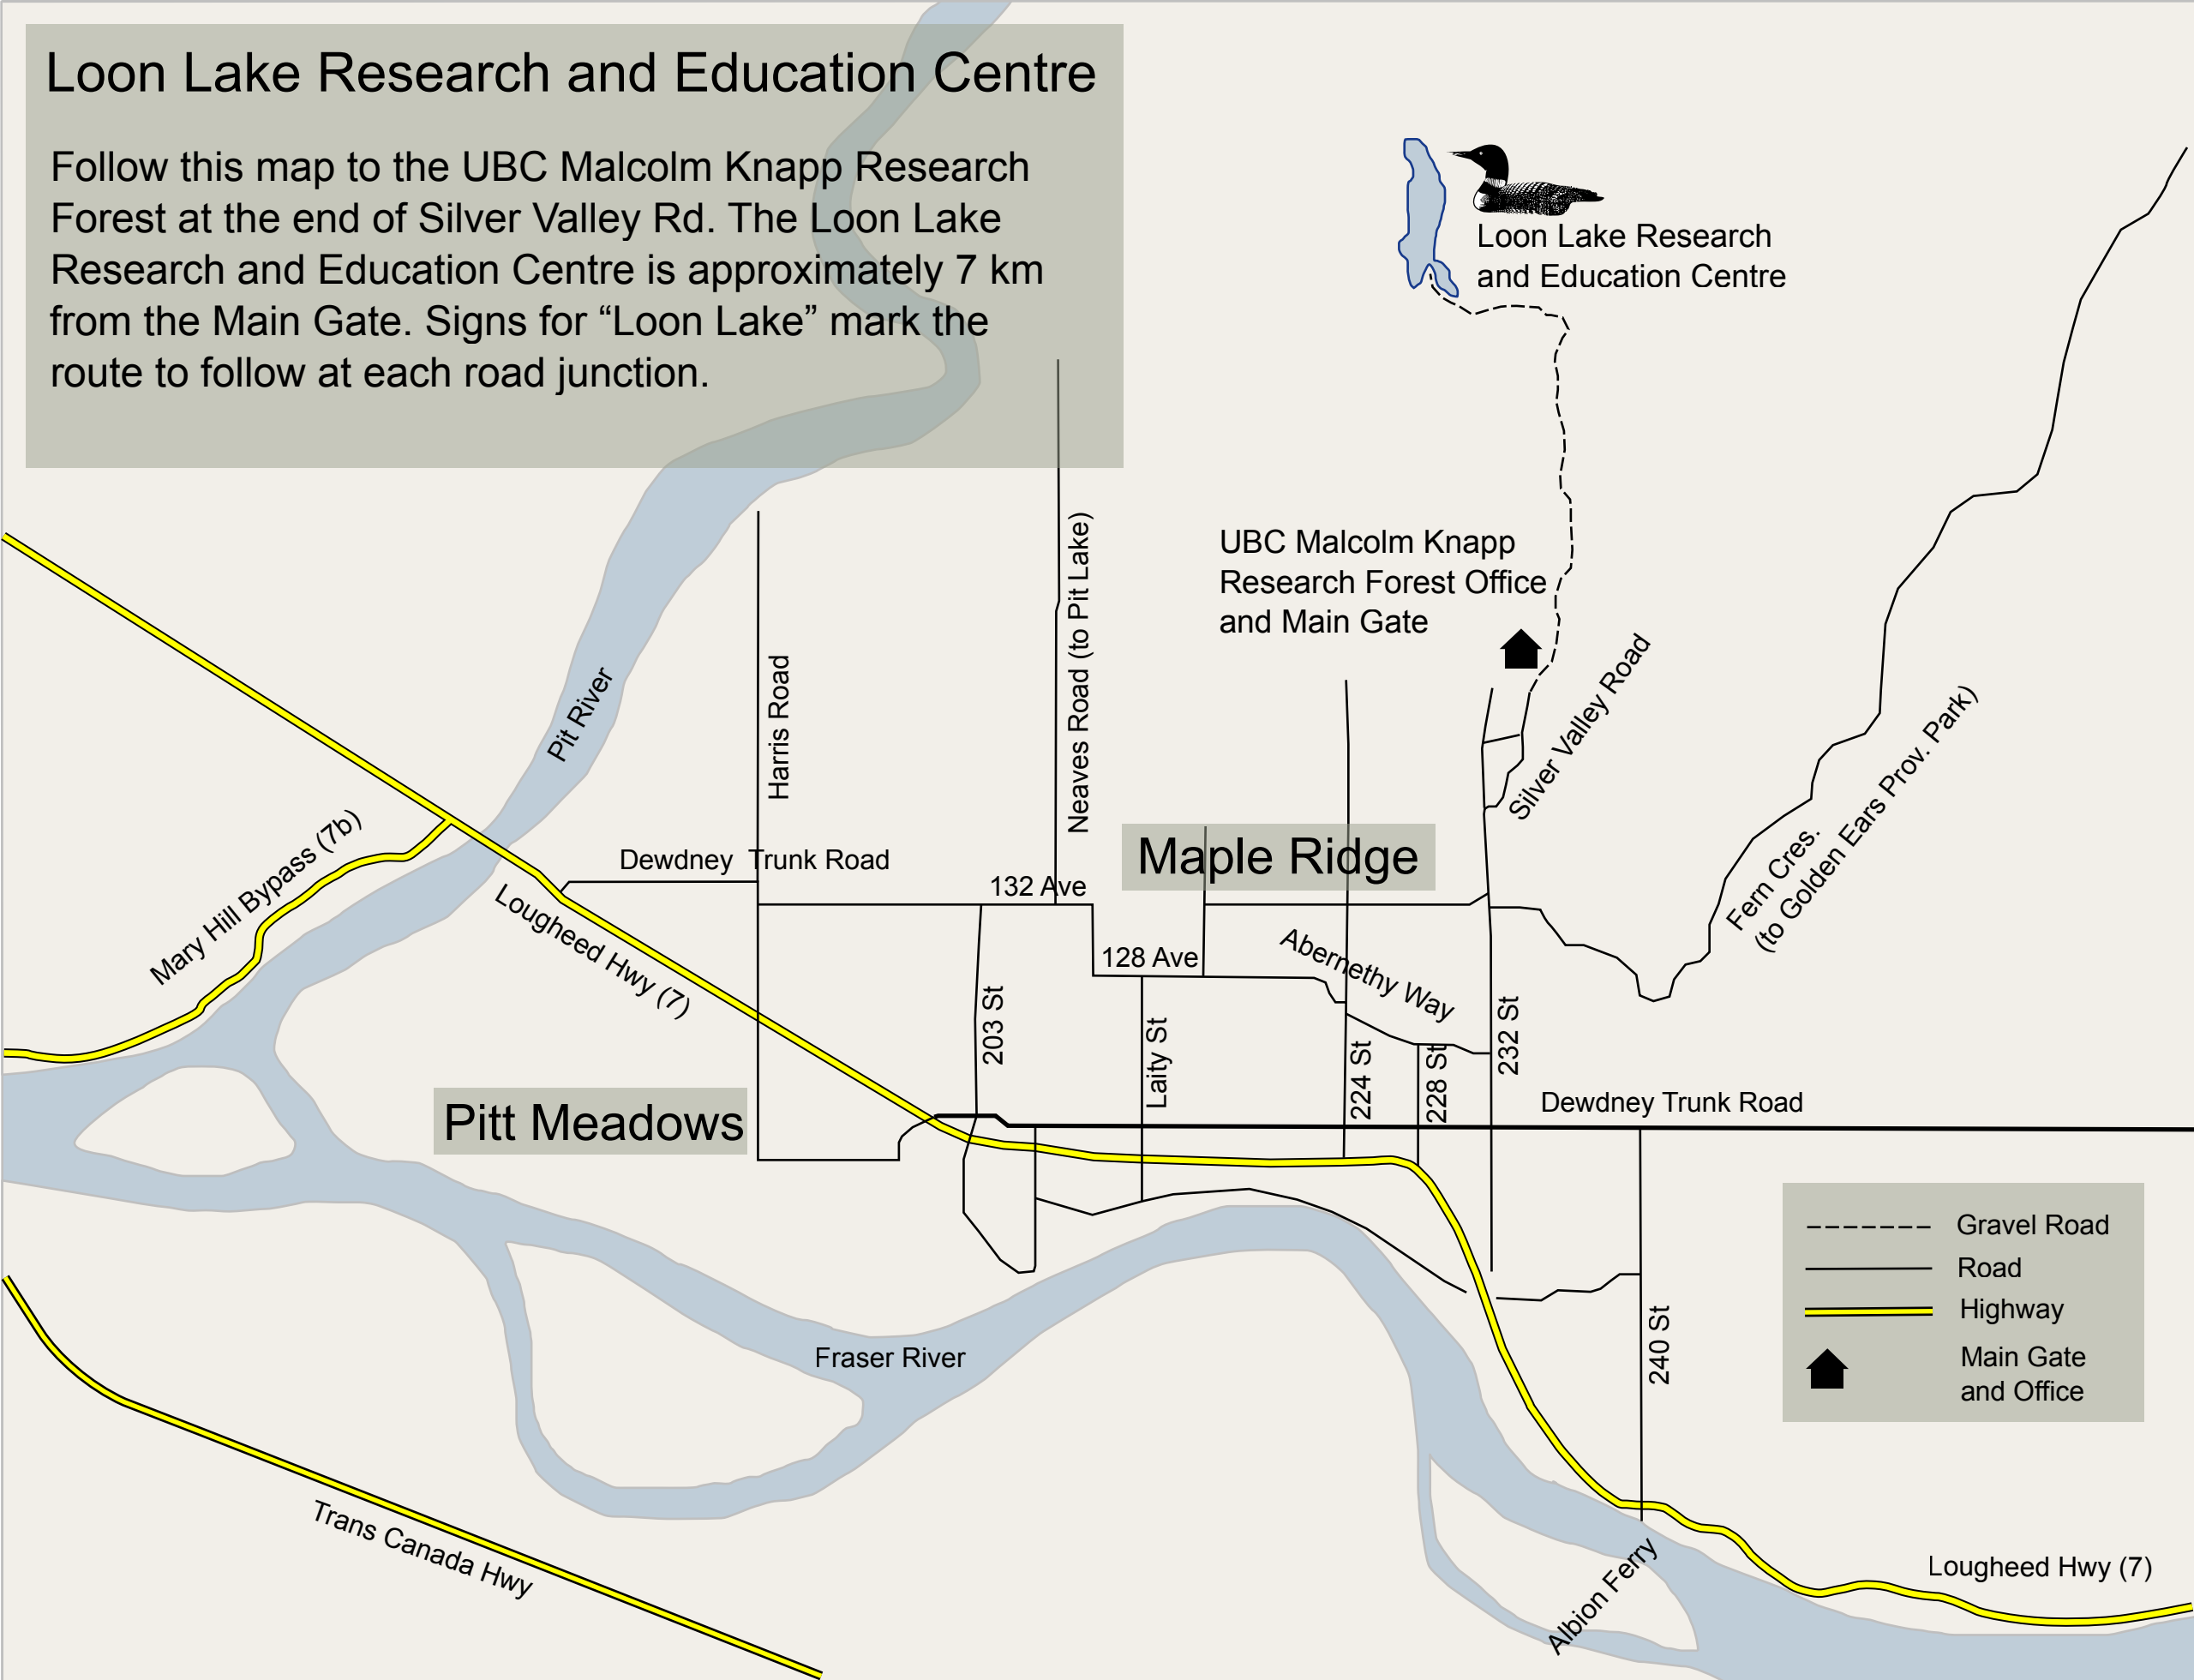 Loon Lake Research and Education Centre
Follow this map to the UBC Malcolm Knapp Research
Forest at the end of Silver Valley Rd. The Loon Lake
Research and Education Centre is approximately 7 km
from the Main Gate. Signs for “Loon Lake” mark the
route to follow at each road junction.
Loon Lake Research
and Education Centre
UBC Malcolm Knapp
Research Forest Office
and Main Gate
Silver Valley Road
Fern Cres.
(to Golden Ears Prov. Park)
Pit River
Harris Road
Neaves Road (to Pit Lake)
Mary Hill Bypass (7b)
Lougheed Hwy (7)
Dewdney Trunk Road
132 Ave
Maple Ridge
128 Ave
Abernethy Way
203 St
Laity St
224 St
228 St
232 St
Dewdney Trunk Road
Pitt Meadows
240 St
Fraser River
Trans Canada Hwy
Albion Ferry
Lougheed Hwy (7)
Gravel Road
Road
Highway
Main Gate
and Office